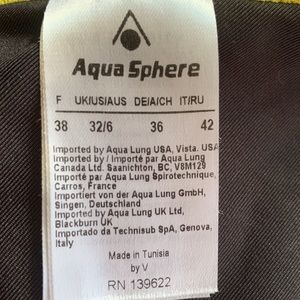 Aqua Sphere
F UK|US|AUS DE/A/CH IT/RU
38 32/6 36 42
Imported by Aqua Lung USA, Vista. USA
Imported by / Importé par Aqua Lung
Canada Ltd. Saanichton, BC, V8M129
Importé par Aqua Lung Spirotechnique,
Carros, France
Importiert von der Aqua Lung GmbH,
Singen, Deutschland
Imported by Aqua Lung UK Ltd,
Blackburn UK
Importado da Technisub SpA, Genova,
Italy
Made in Tunisia
by V
RN 139622